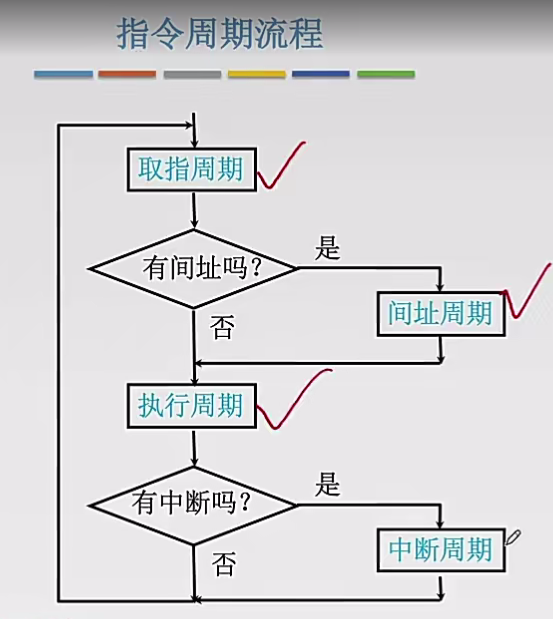 指令周期流程
取指周期
有间址吗?
是
间址周期
否
执行周期
有中断吗?
是
中断周期
否